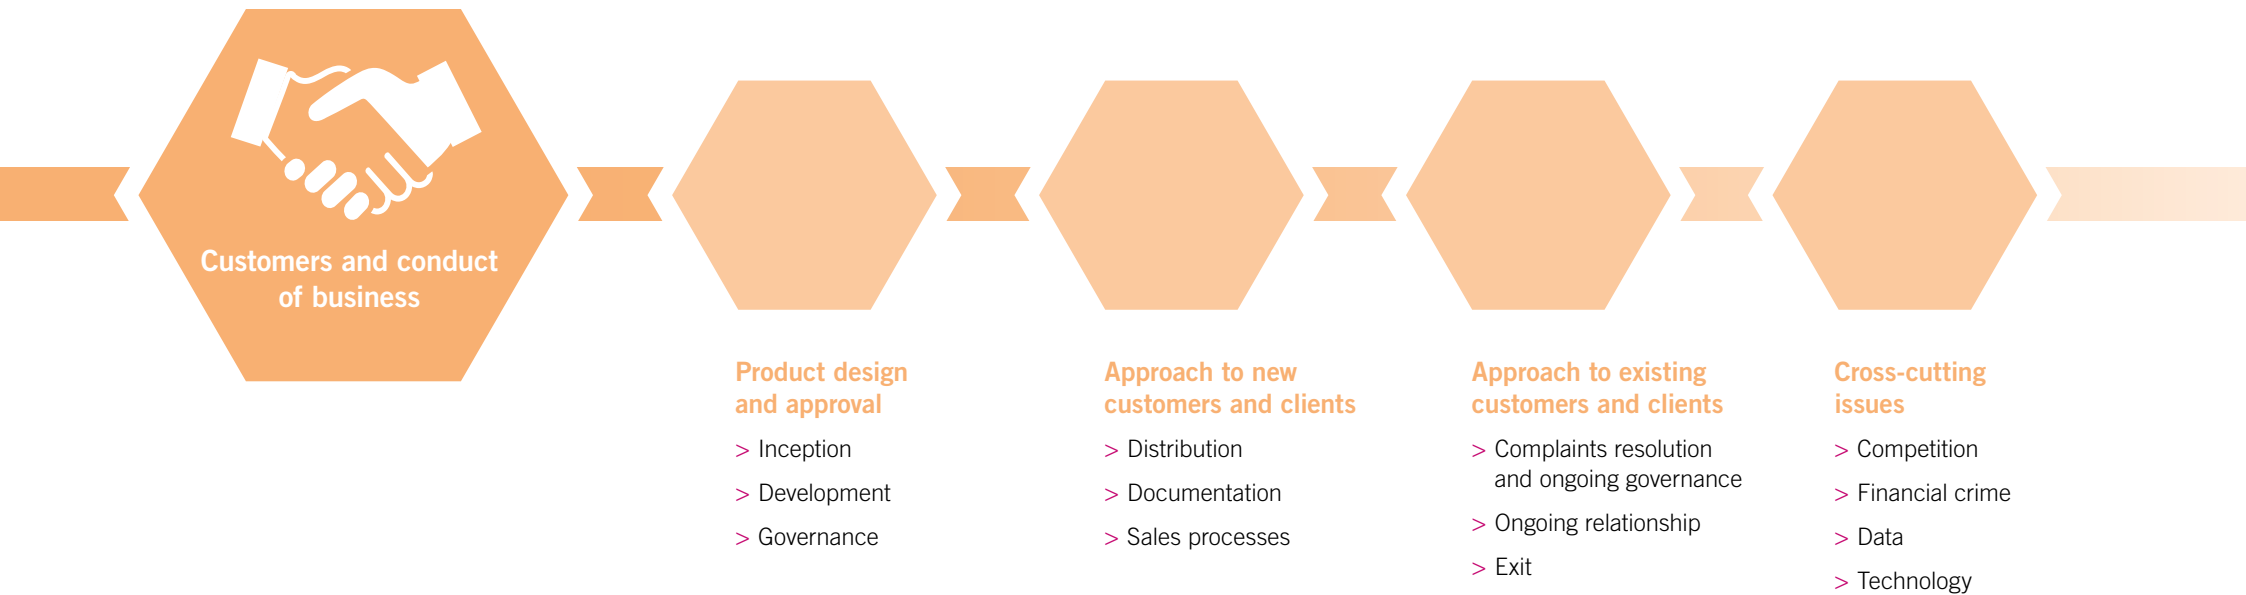 Customers and conduct
of business
Product design
and approval
> Inception
> Development
> Governance
Approach to new
customers and clients
> Distribution
> Documentation
> Sales processes
Approach to existing
customers and clients
> Complaints resolution
and ongoing governance
> Ongoing relationship
> Exit
Cross-cutting
issues
> Competition
> Financial crime
> Data
> Technology